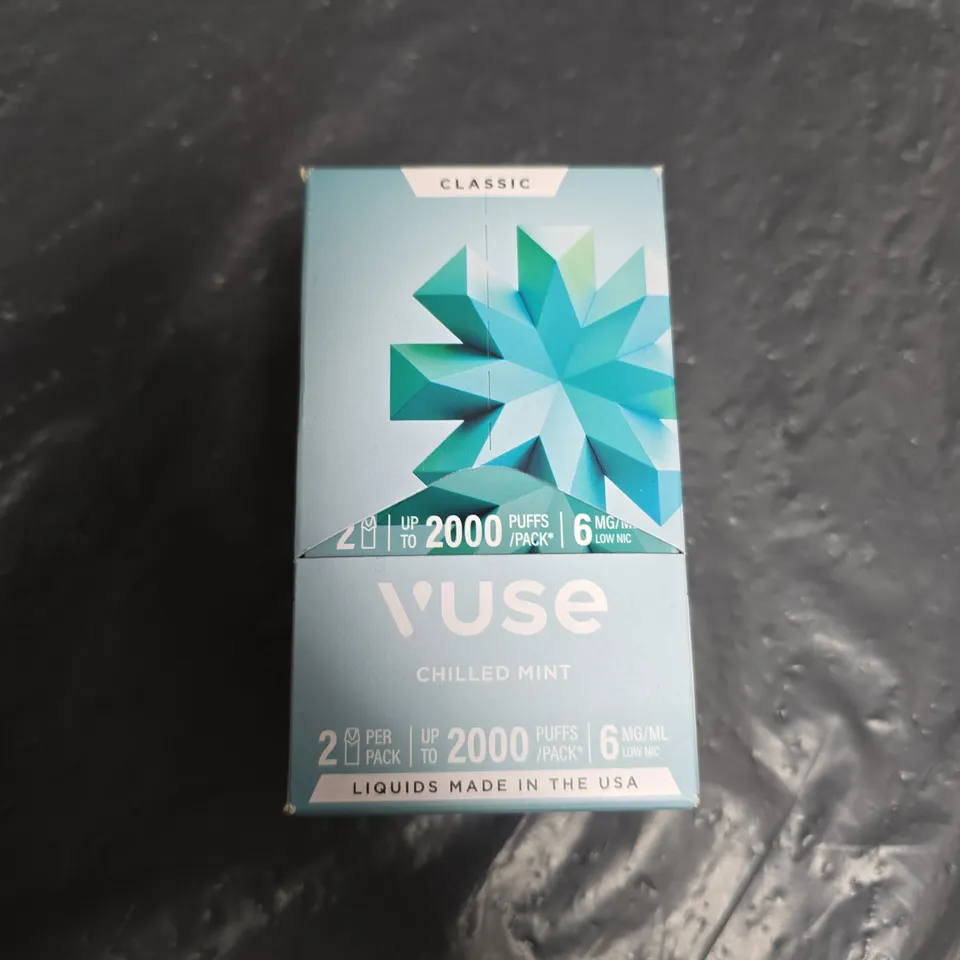 CLASSIC
2 | UP TO 2000 PUFFS /PACK* | 6 MG/ML LOW NIC
vuse
CHILLED MINT
2 PER PACK | UP TO 2000 PUFFS /PACK* | 6 MG/ML LOW NIC
LIQUIDS MADE IN THE USA